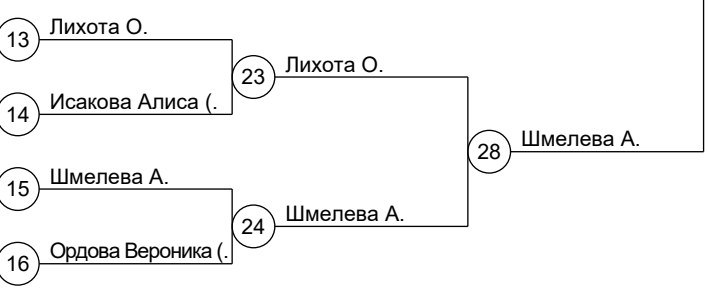 13 Лихота О.
23 Лихота О.
14 Исакова Алиса (.
28 Шмелева А.
15 Шмелева А.
24 Шмелева А.
16 Ордова Вероника (.